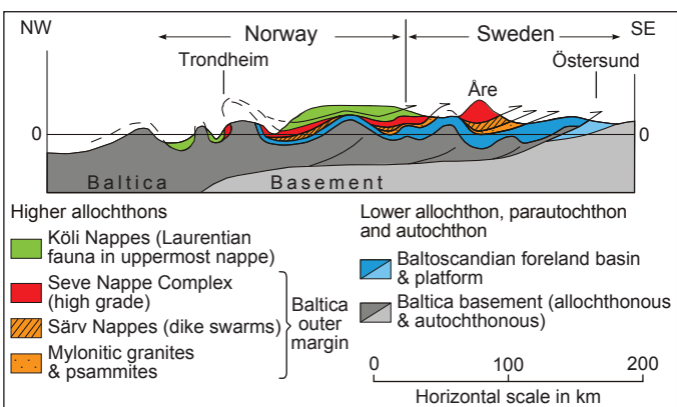 NW
Norway
Sweden
SE
Trondheim
Östersund
Åre
0
0
Baltica Basement
Higher allochthons
Köli Nappes (Laurentian
fauna in uppermost nappe)
Seve Nappe Complex
(high grade)
Särv Nappes (dike swarms)
Mylonitic granites
& psammites
Baltica
outer
margin
Lower allochthon, parautochthon
and autochthon
Baltoscandian foreland basin
& platform
Baltica basement (allochthonous
& autochthonous)
0 100 200
Horizontal scale in km